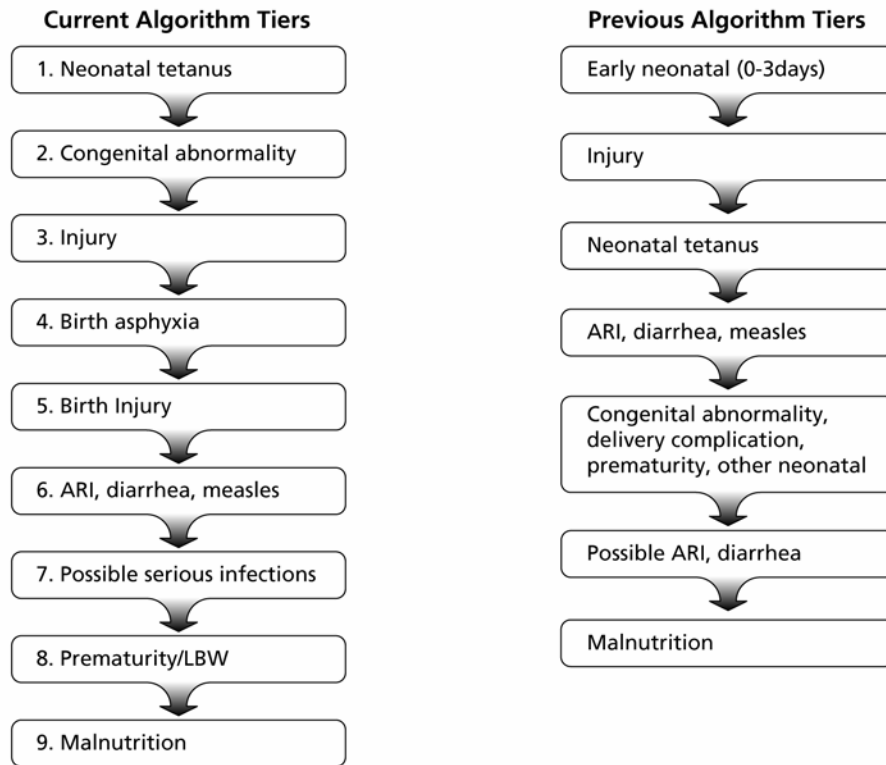 Current Algorithm Tiers
1. Neonatal tetanus
2. Congenital abnormality
3. Injury
4. Birth asphyxia
5. Birth Injury
6. ARI, diarrhea, measles
7. Possible serious infections
8. Prematurity/LBW
9. Malnutrition
Previous Algorithm Tiers
Early neonatal (0-3days)
Injury
Neonatal tetanus
ARI, diarrhea, measles
Congenital abnormality,
delivery complication,
prematurity, other neonatal
Possible ARI, diarrhea
Malnutrition